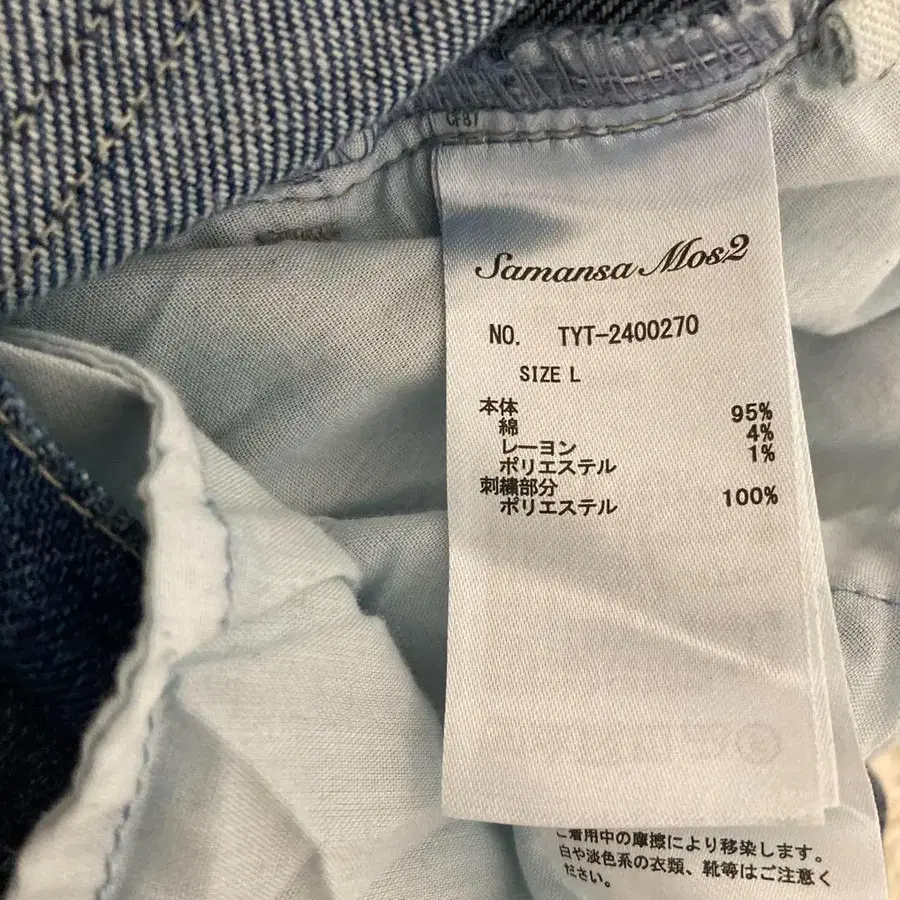 CF87
Samansa Mos2
NO. TYT-2400270
SIZE L
本体
綿 95%
レーヨン 4%
ポリエステル 1%
刺繍部分
ポリエステル 100%
ご着用中の摩擦により移染します。
白や淡色系の衣類、靴等はご注意く
ださい。